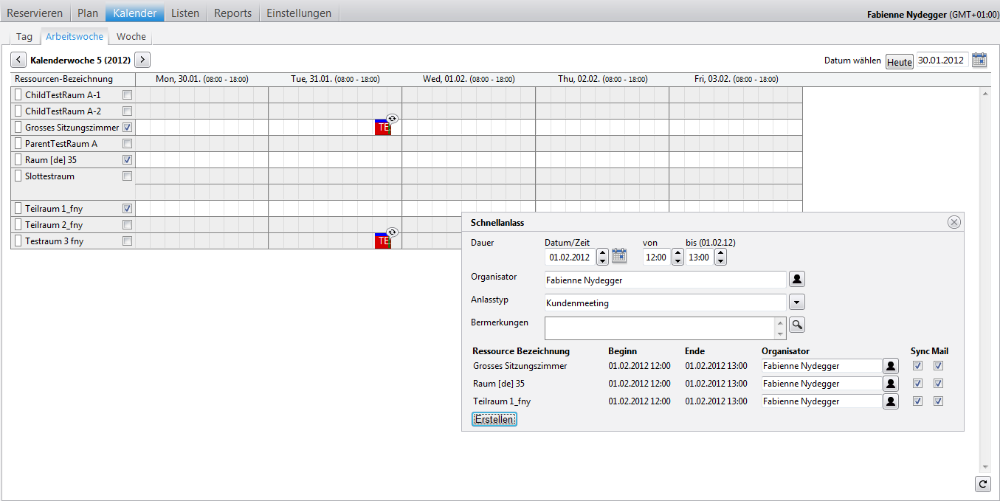 Reservieren Plan Kalender Listen Reports Einstellungen Fabienne Nydegger (GMT+01:00)
Tag Arbeitswoche Woche
Kalenderwoche 5 (2012) Datum wählen Heute 30.01.2012
Ressourcen-Bezeichnung Mon, 30.01. (08:00 - 18:00) Tue, 31.01. (08:00 - 18:00) Wed, 01.02. (08:00 - 18:00) Thu, 02.02. (08:00 - 18:00) Fri, 03.02. (08:00 - 18:00)
ChildTestRaum A-1
ChildTestRaum A-2
Grosses Sitzungszimmer TE
ParentTestRaum A
Raum [de] 35
Slottestraum
Teilraum 1_fny
Teilraum 2_fny
Testraum 3 fny TE
Schnellanlass
Dauer Datum/Zeit von bis (01.02.12)
01.02.2012 12:00 13:00
Organisator Fabienne Nydegger
Anlasstyp Kundenmeeting
Bermerkungen
Ressource Bezeichnung Beginn Ende Organisator Sync Mail
Grosses Sitzungszimmer 01.02.2012 12:00 01.02.2012 13:00 Fabienne Nydegger
Raum [de] 35 01.02.2012 12:00 01.02.2012 13:00 Fabienne Nydegger
Teilraum 1_fny 01.02.2012 12:00 01.02.2012 13:00 Fabienne Nydegger
Erstellen